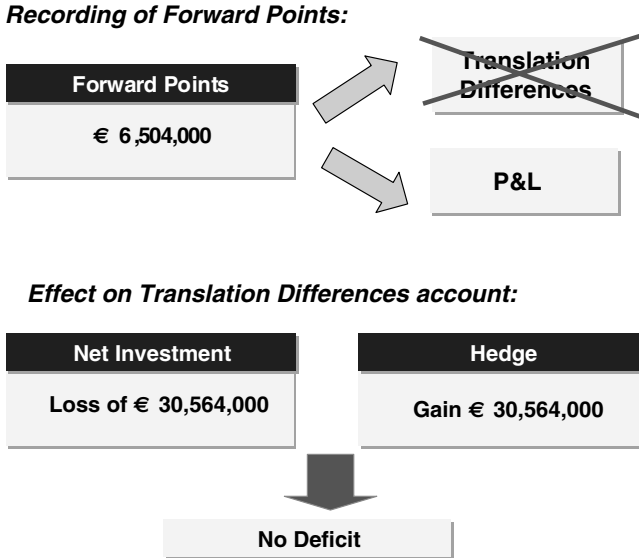 Recording of Forward Points:
Forward Points
€ 6,504,000
Translation
Differences
P&L
Effect on Translation Differences account:
Net Investment
Loss of € 30,564,000
Hedge
Gain € 30,564,000
No Deficit